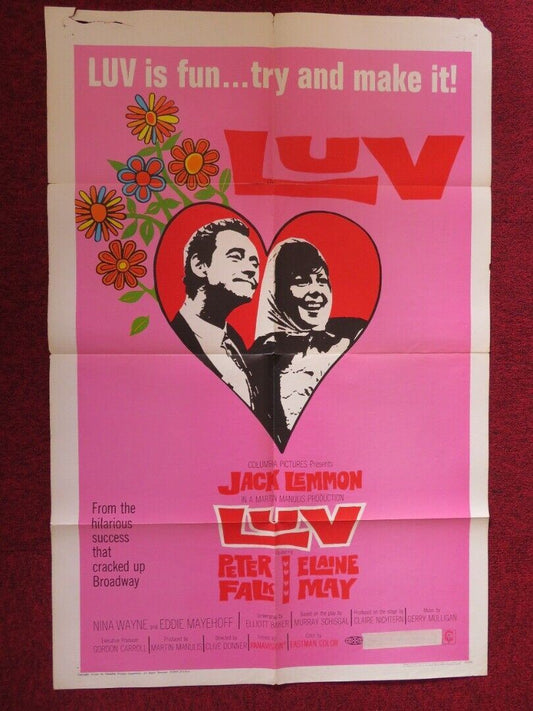 LUV is fun...try and make it!
LUV
COLUMBIA PICTURES Presents
JACK LEMMON
IN A MARTIN MANULIS PRODUCTION
LUV
PETER FALK
ELAINE MAY
From the
hilarious
success
that
cracked up
Broadway
NINA WAYNE and EDDIE MAYEHOFF
Screenplay by ELLIOTT BAKER
Based on the play by MURRAY SCHISGAL
Produced on the stage by CLAIRE NICHTERN
Music by GERRY MULLIGAN
Executive Producer GORDON CARROLL
Produced by MARTIN MANULIS
Directed by CLIVE DONNER
PANAVISION®
Color by EASTMAN COLOR